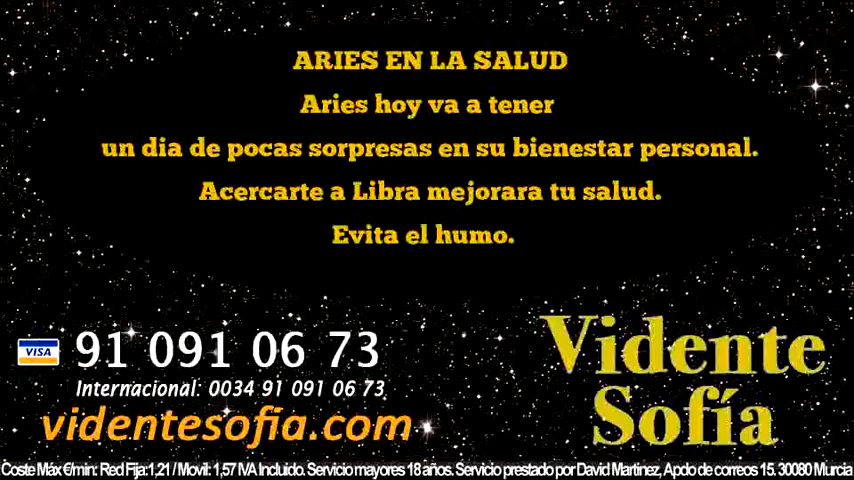 ARIES EN LA SALUD
Aries hoy va a tener
un dia de pocas sorpresas en su bienestar personal.
Acercarte a Libra mejorara tu salud.
Evita el humo.
VISA 91 091 06 73
Internacional: 0034 91 091 06 73
videntesofia.com
Vidente
Sofía
Coste Máx €/min: Red Fija:1,21 / Movil: 1,57 IVA Incluido. Servicio mayores 18 años. Servicio prestado por David Martinez, Apdo de correos 15. 30080 Murcia